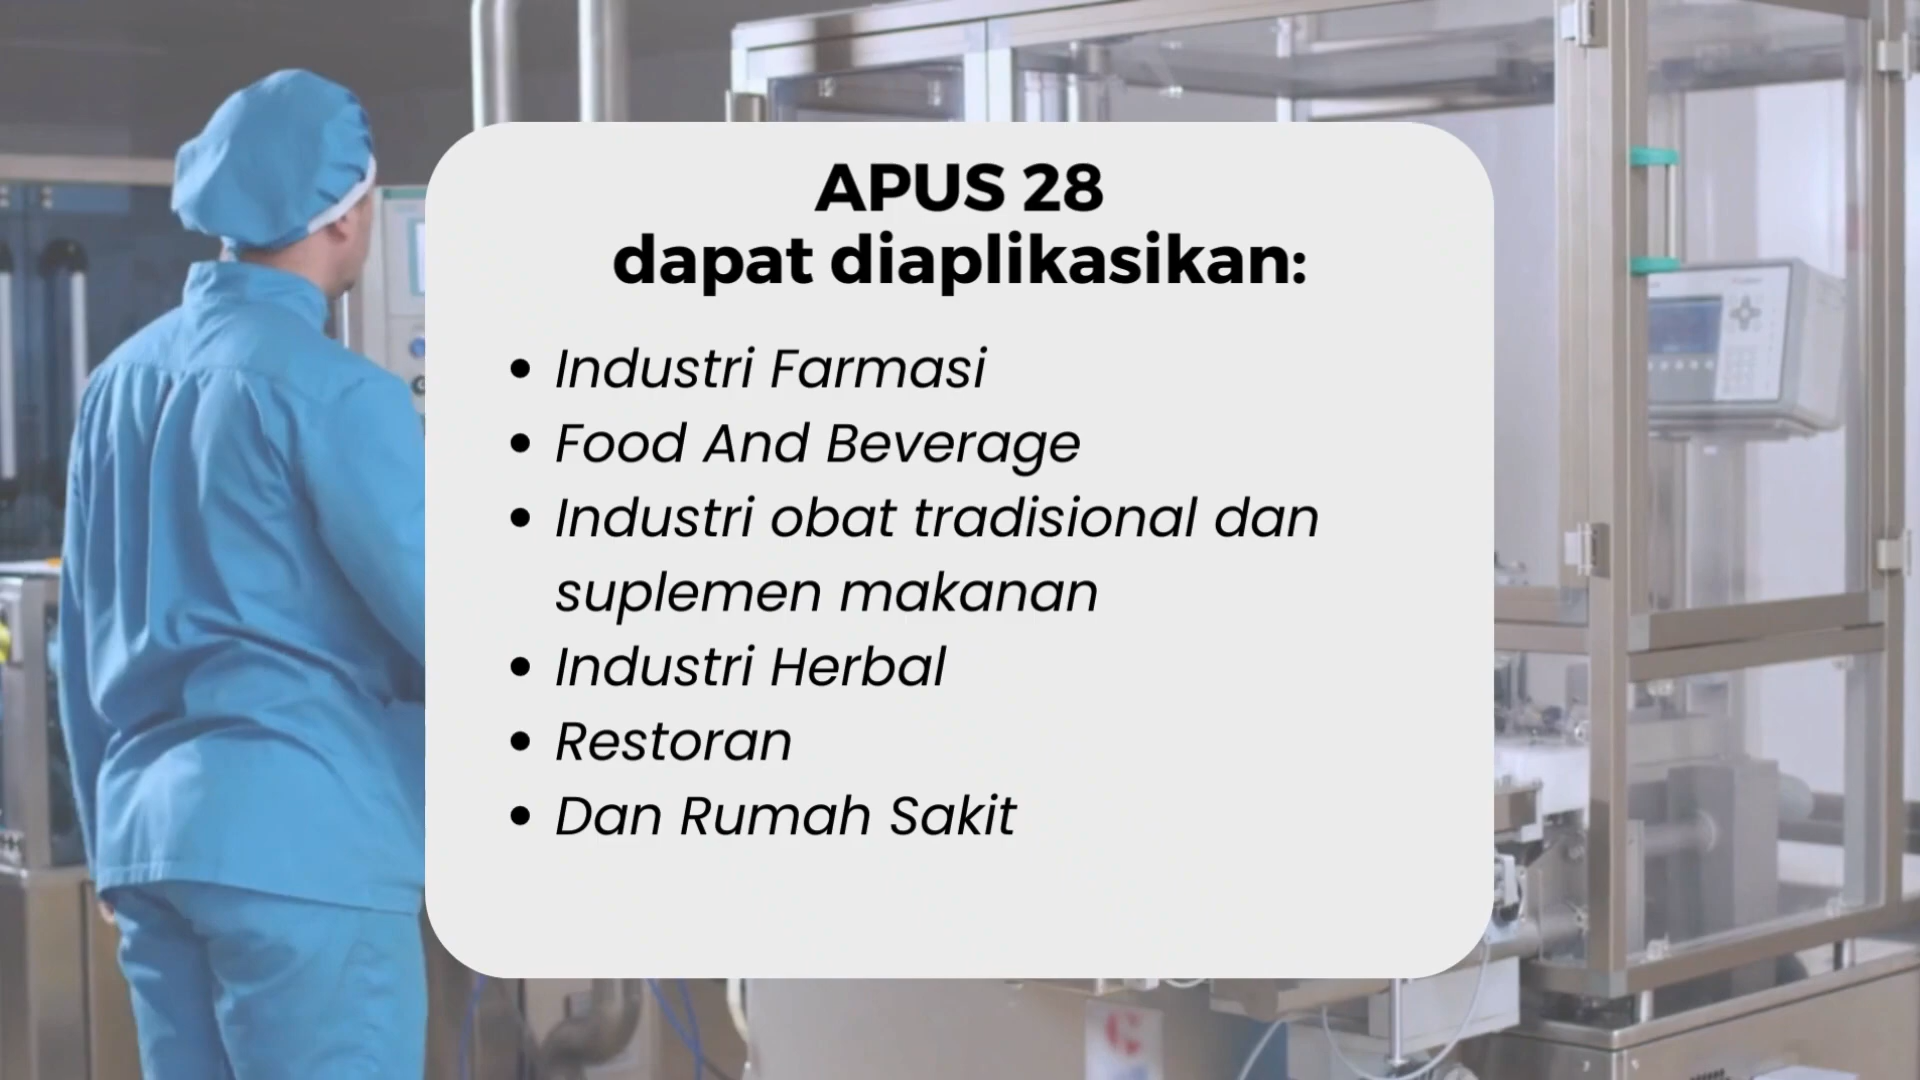 APUS 28
dapat diaplikasikan:
• Industri Farmasi
• Food And Beverage
• Industri obat tradisional dan
suplemen makanan
• Industri Herbal
• Restoran
• Dan Rumah Sakit